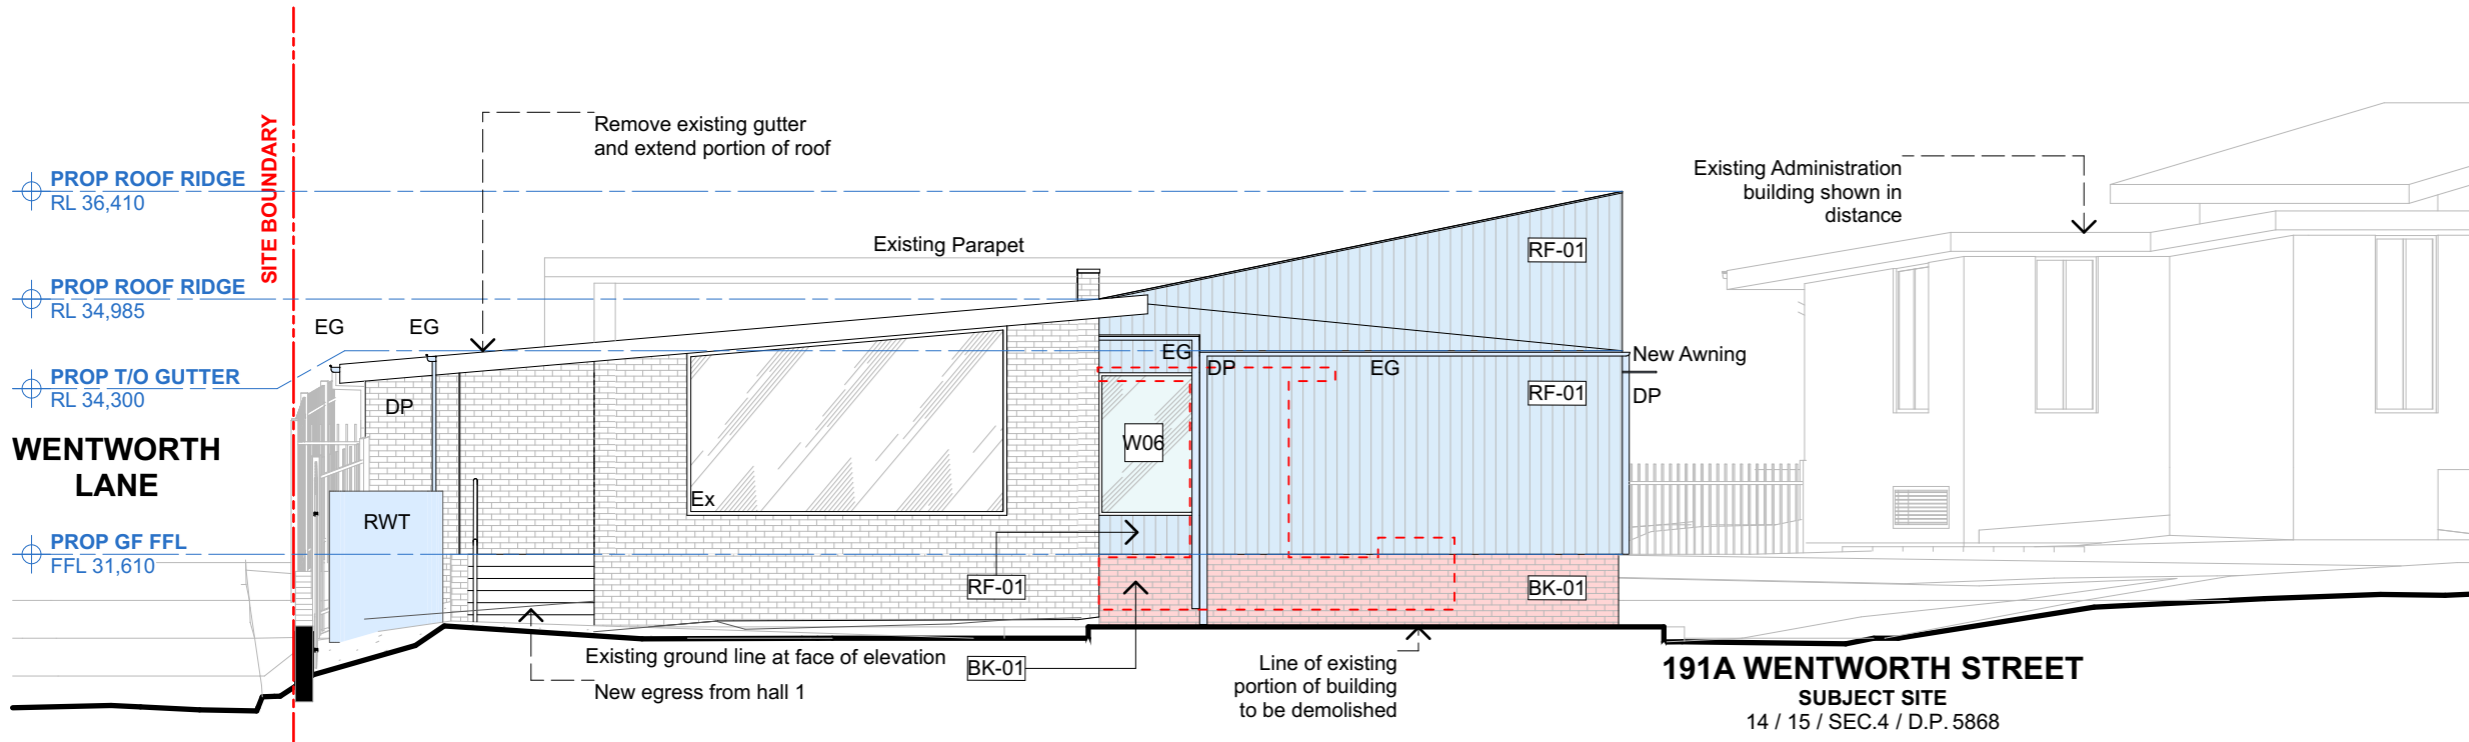 Remove existing gutter
and extend portion of roof
SITE BOUNDARY
PROP ROOF RIDGE
RL 36,410
Existing Administration
building shown in
distance
Existing Parapet
RF-01
PROP ROOF RIDGE
RL 34,985
EG
EG
EG
New Awning
PROP T/O GUTTER
RL 34,300
DP
EG
DP
RF-01
DP
WENTWORTH
LANE
W06
Ex
RWT
PROP GF FFL
FFL 31,610
RF-01
BK-01
Existing ground line at face of elevation
BK-01
New egress from hall 1
Line of existing
portion of building
to be demolished
191A WENTWORTH STREET
SUBJECT SITE
14 / 15 / SEC.4 / D.P. 5868